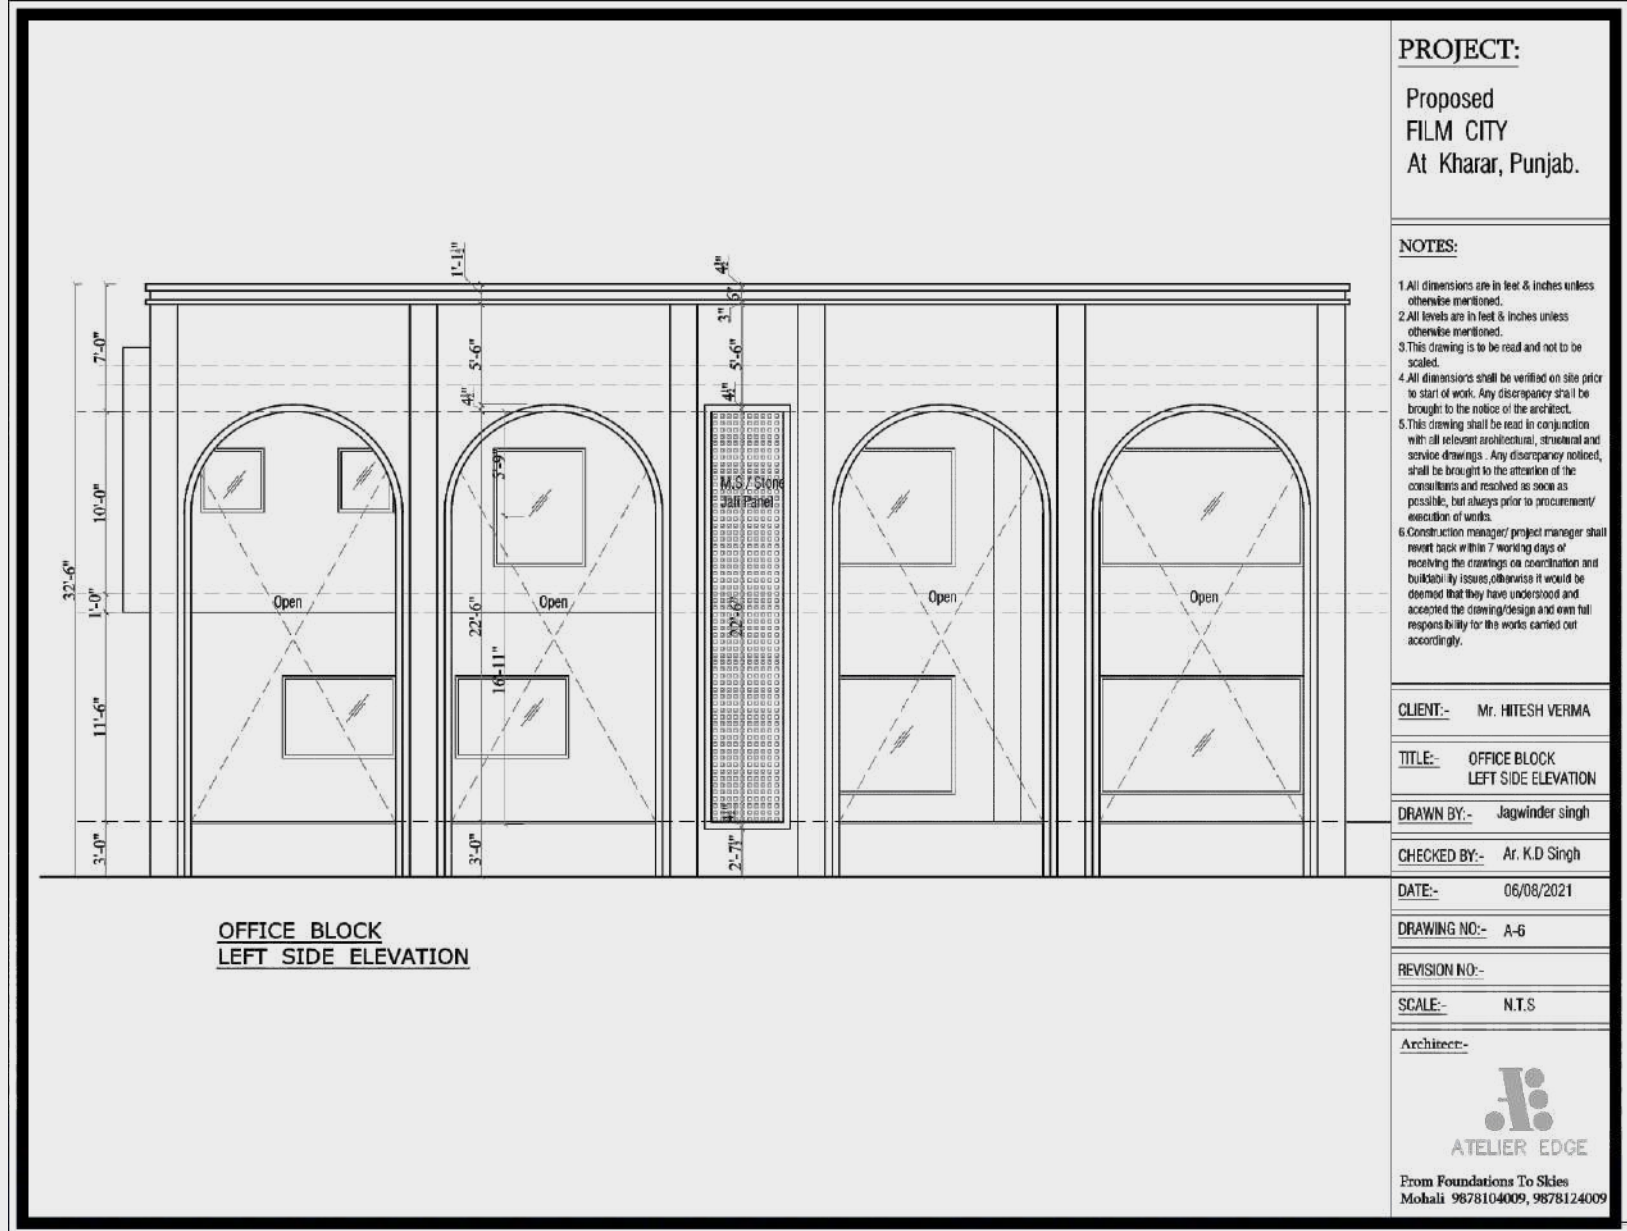 1'-1½"
4½"
6"
3"
7'-0"
5'-6"
5'-6"
4½"
4½"
5'-9"
M.S / Stone
Jali Panel
10'-0"
32'-6"
1'-0"
Open
Open
Open
Open
22'-6"
22'-6"
16'-11"
11'-6"
4½"
3'-0"
3'-0"
2'-7½"
OFFICE BLOCK
LEFT SIDE ELEVATION
PROJECT:
Proposed
FILM CITY
At Kharar, Punjab.
NOTES:
1.All dimensions are in feet & inches unless
otherwise mentioned.
2.All levels are in feet & inches unless
otherwise mentioned.
3.This drawing is to be read and not to be
scaled.
4.All dimensions shall be verified on site prior
to start of work. Any discrepancy shall be
brought to the notice of the architect.
5.This drawing shall be read in conjunction
with all relevant architectural, structural and
service drawings . Any discrepancy noticed,
shall be brought to the attention of the
consultants and resolved as soon as
possible, but always prior to procurement/
execution of works.
6.Construction manager/ project manager shall
revert back within 7 working days of
receiving the drawings on coordination and
buildability issues,otherwise it would be
deemed that they have understood and
accepted the drawing/design and own full
responsibility for the works carried out
accordingly.
CLIENT:- Mr. HITESH VERMA
TITLE:- OFFICE BLOCK
LEFT SIDE ELEVATION
DRAWN BY:- Jagwinder singh
CHECKED BY:- Ar. K.D Singh
DATE:- 06/08/2021
DRAWING NO:- A-6
REVISION NO:-
SCALE:- N.T.S
Architect:-
ATELIER EDGE
From Foundations To Skies
Mohali 9878104009, 9878124009